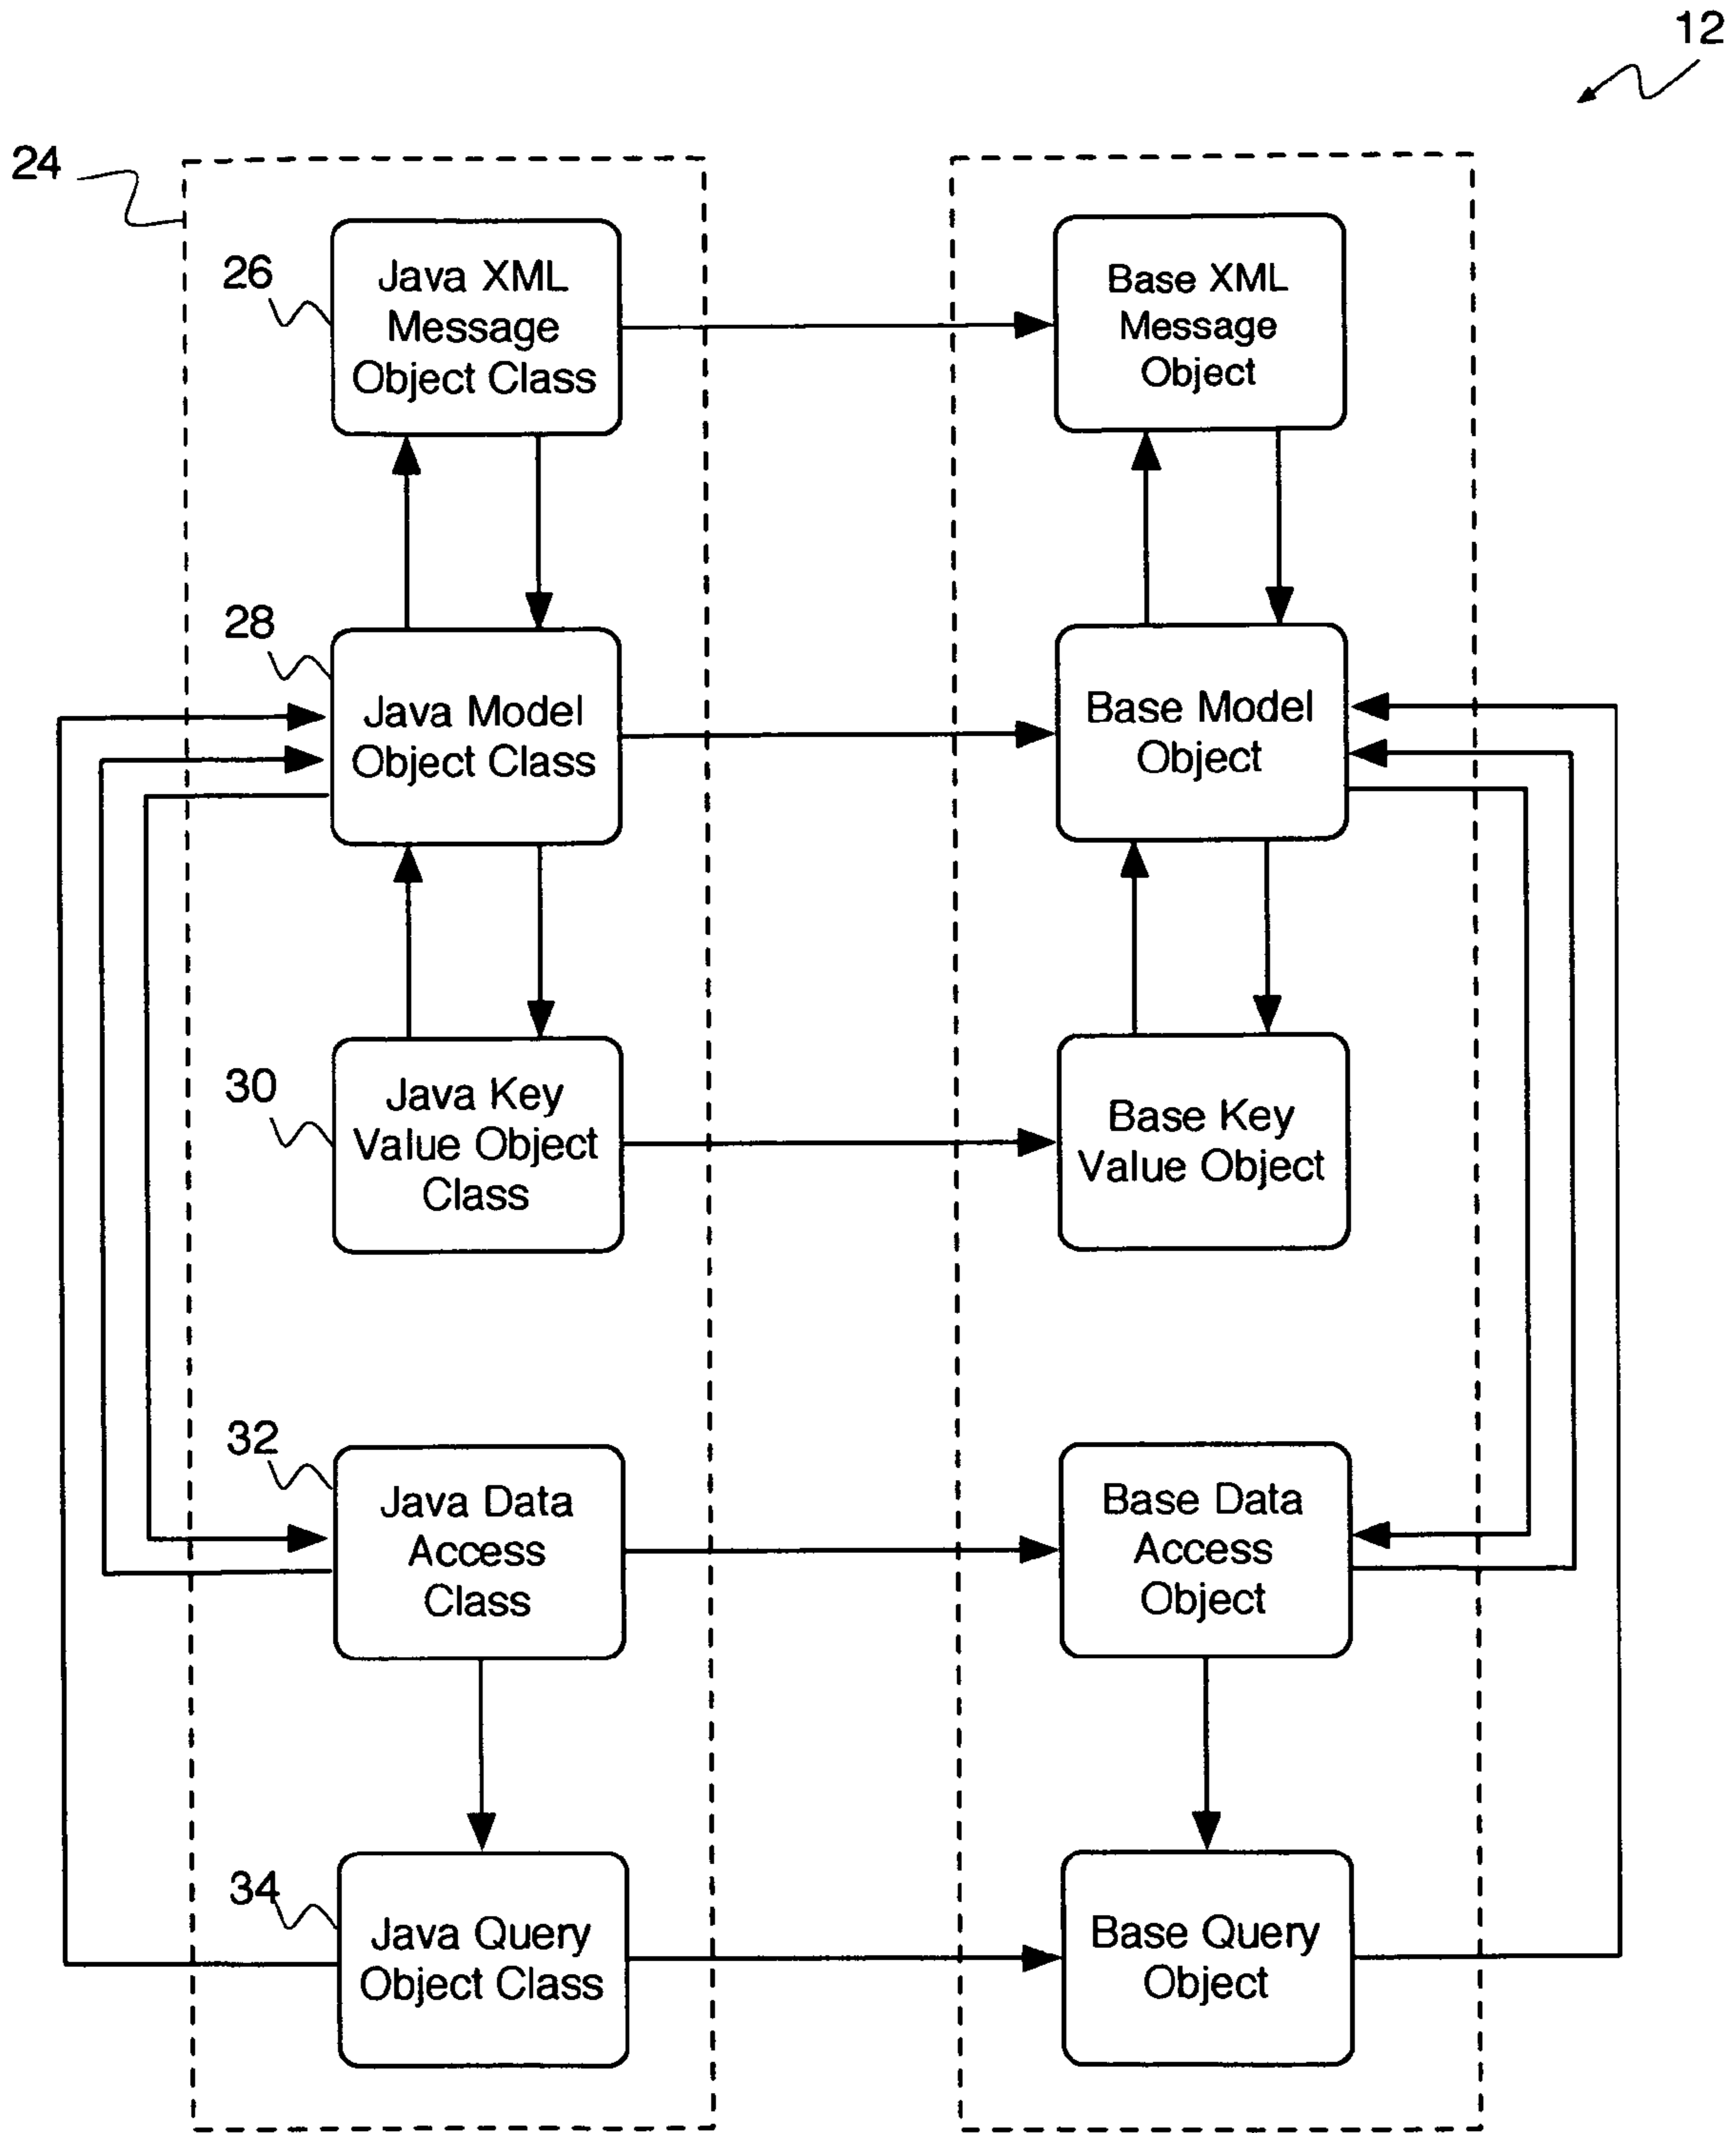 12
24
26
Java XML
Message
Object Class
Base XML
Message
Object
28
Java Model
Object Class
Base Model
Object
30
Java Key
Value Object
Class
Base Key
Value Object
32
Java Data
Access
Class
Base Data
Access
Object
34
Java Query
Object Class
Base Query
Object